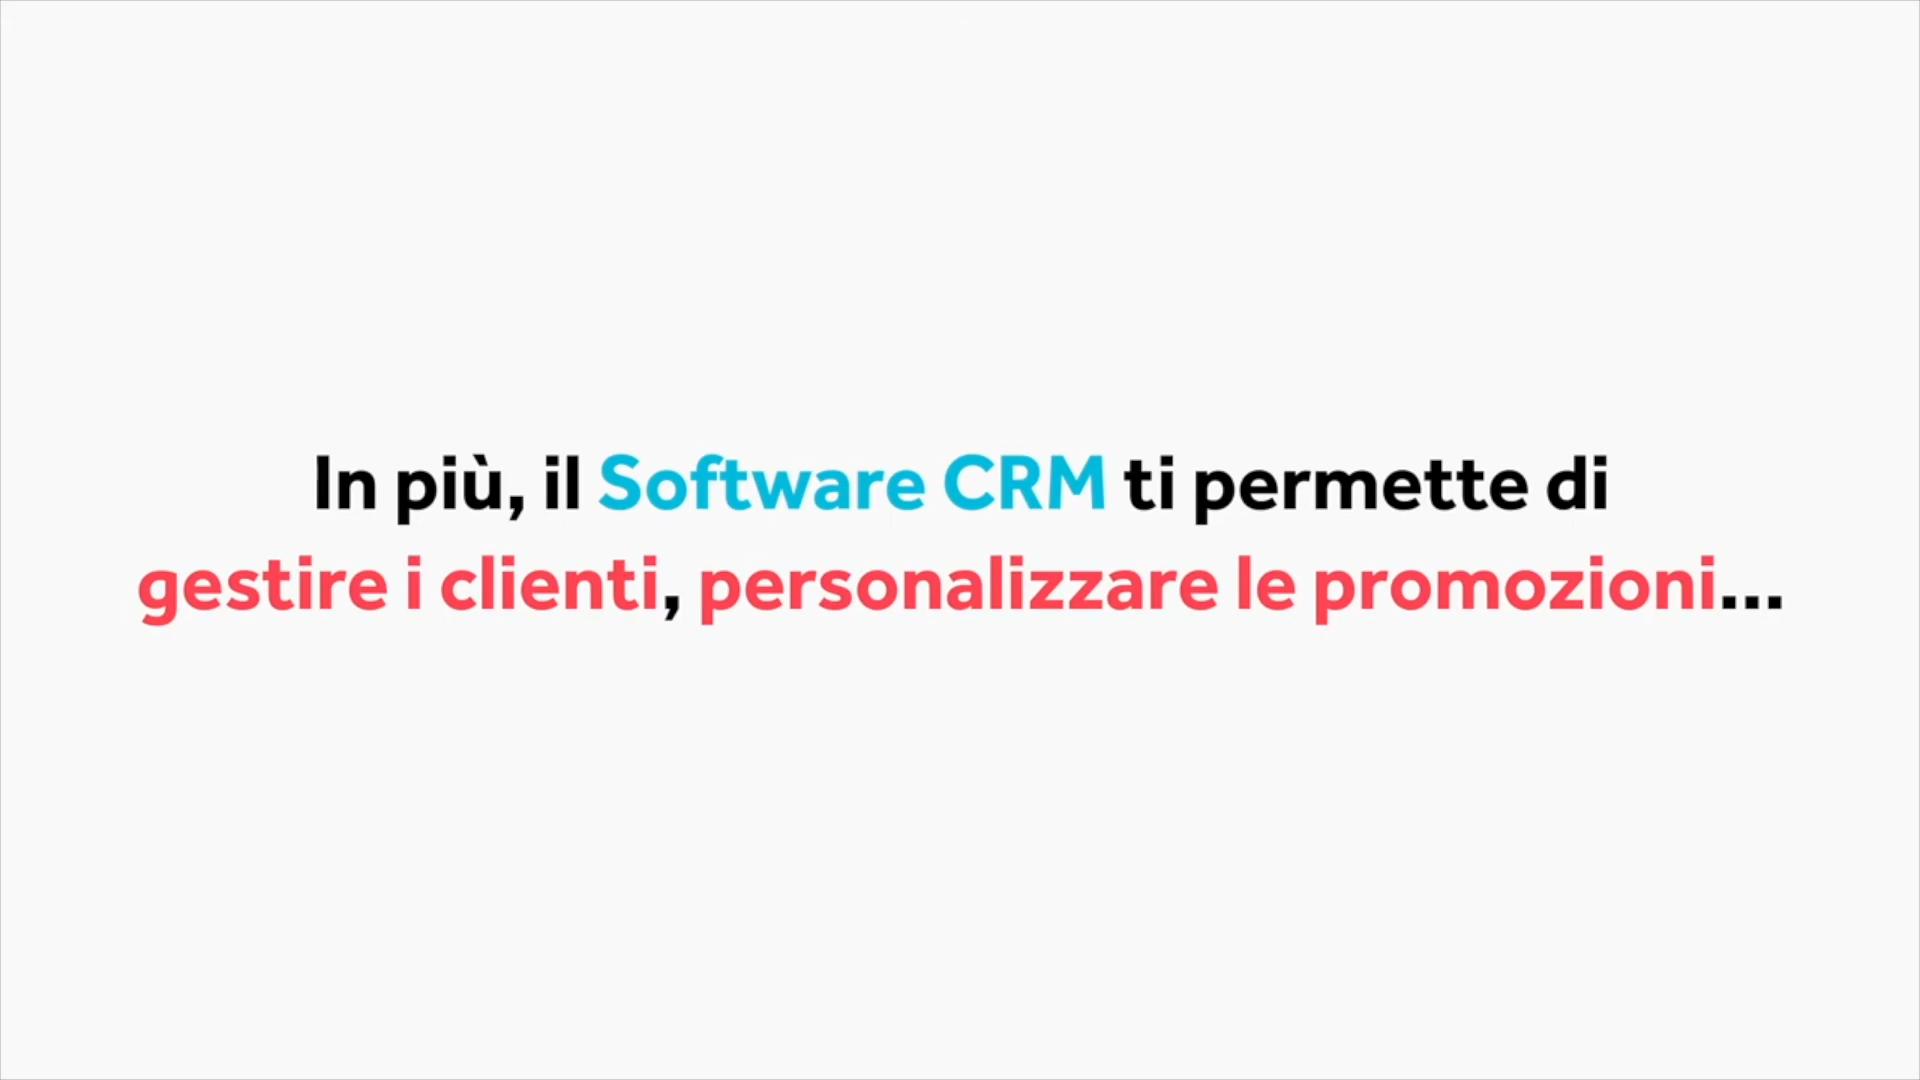 In più, il Software CRM ti permette di
gestire i clienti, personalizzare le promozioni...